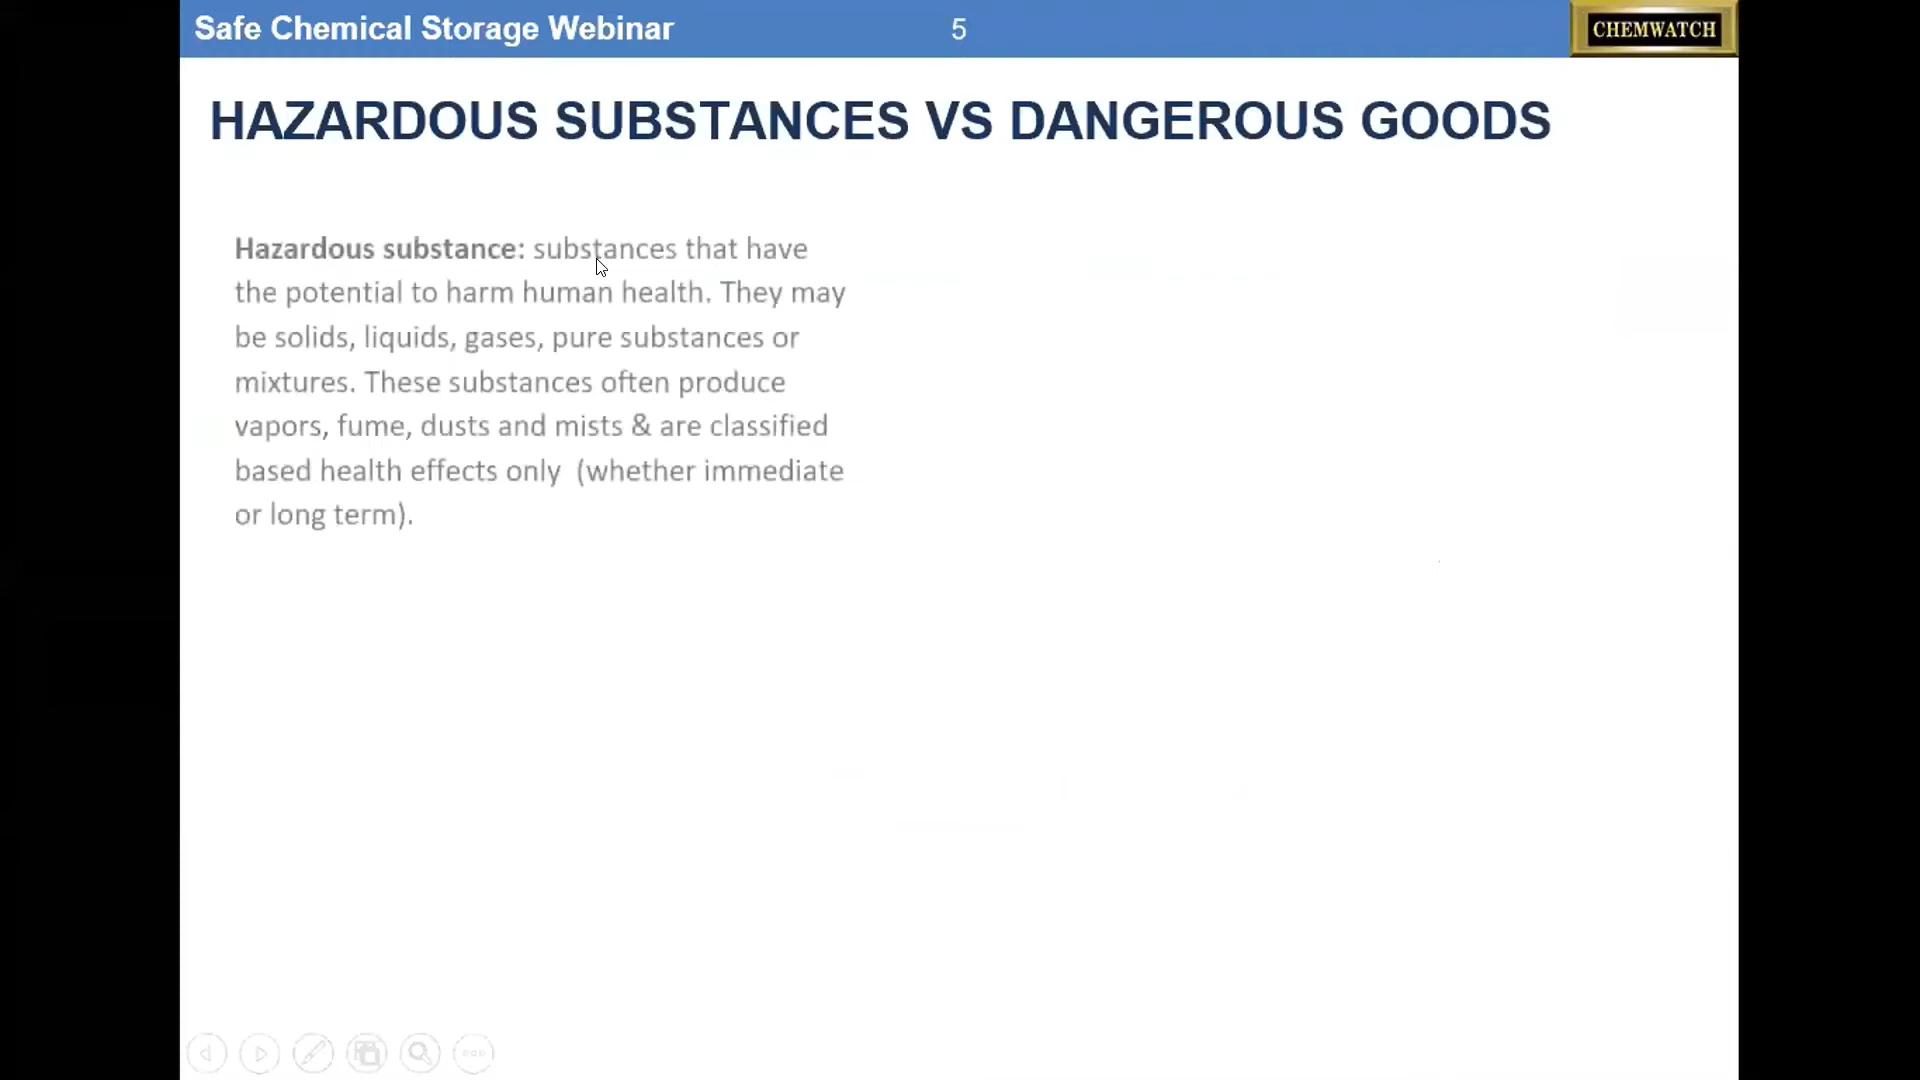 Safe Chemical Storage Webinar
5
CHEMWATCH
HAZARDOUS SUBSTANCES VS DANGEROUS GOODS
Hazardous substance: substances that have
the potential to harm human health. They may
be solids, liquids, gases, pure substances or
mixtures. These substances often produce
vapors, fume, dusts and mists & are classified
based health effects only  (whether immediate
or long term).